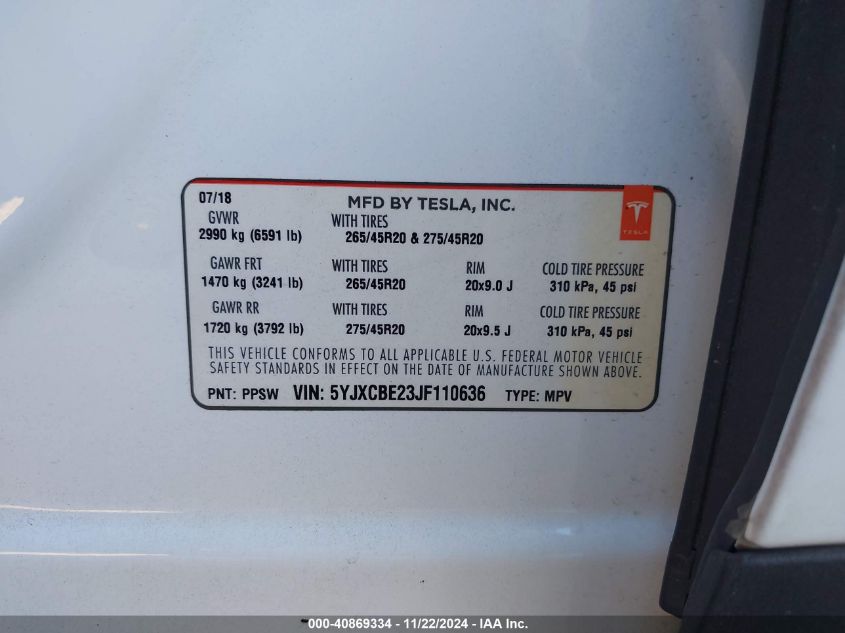 07/18 MFD BY TESLA, INC.
GVWR WITH TIRES
2990 kg (6591 lb) 265/45R20 & 275/45R20
TESLA
GAWR FRT WITH TIRES RIM COLD TIRE PRESSURE
1470 kg (3241 lb) 265/45R20 20x9.0 J 310 kPa, 45 psi
GAWR RR WITH TIRES RIM COLD TIRE PRESSURE
1720 kg (3792 lb) 275/45R20 20x9.5 J 310 kPa, 45 psi
THIS VEHICLE CONFORMS TO ALL APPLICABLE U.S. FEDERAL MOTOR VEHICLE
SAFETY STANDARDS IN EFFECT ON THE DATE OF MANUFACTURE SHOWN ABOVE.
PNT: PPSW VIN: 5YJXCBE23JF110636 TYPE: MPV
000-40869334 - 11/22/2024 - IAA Inc.